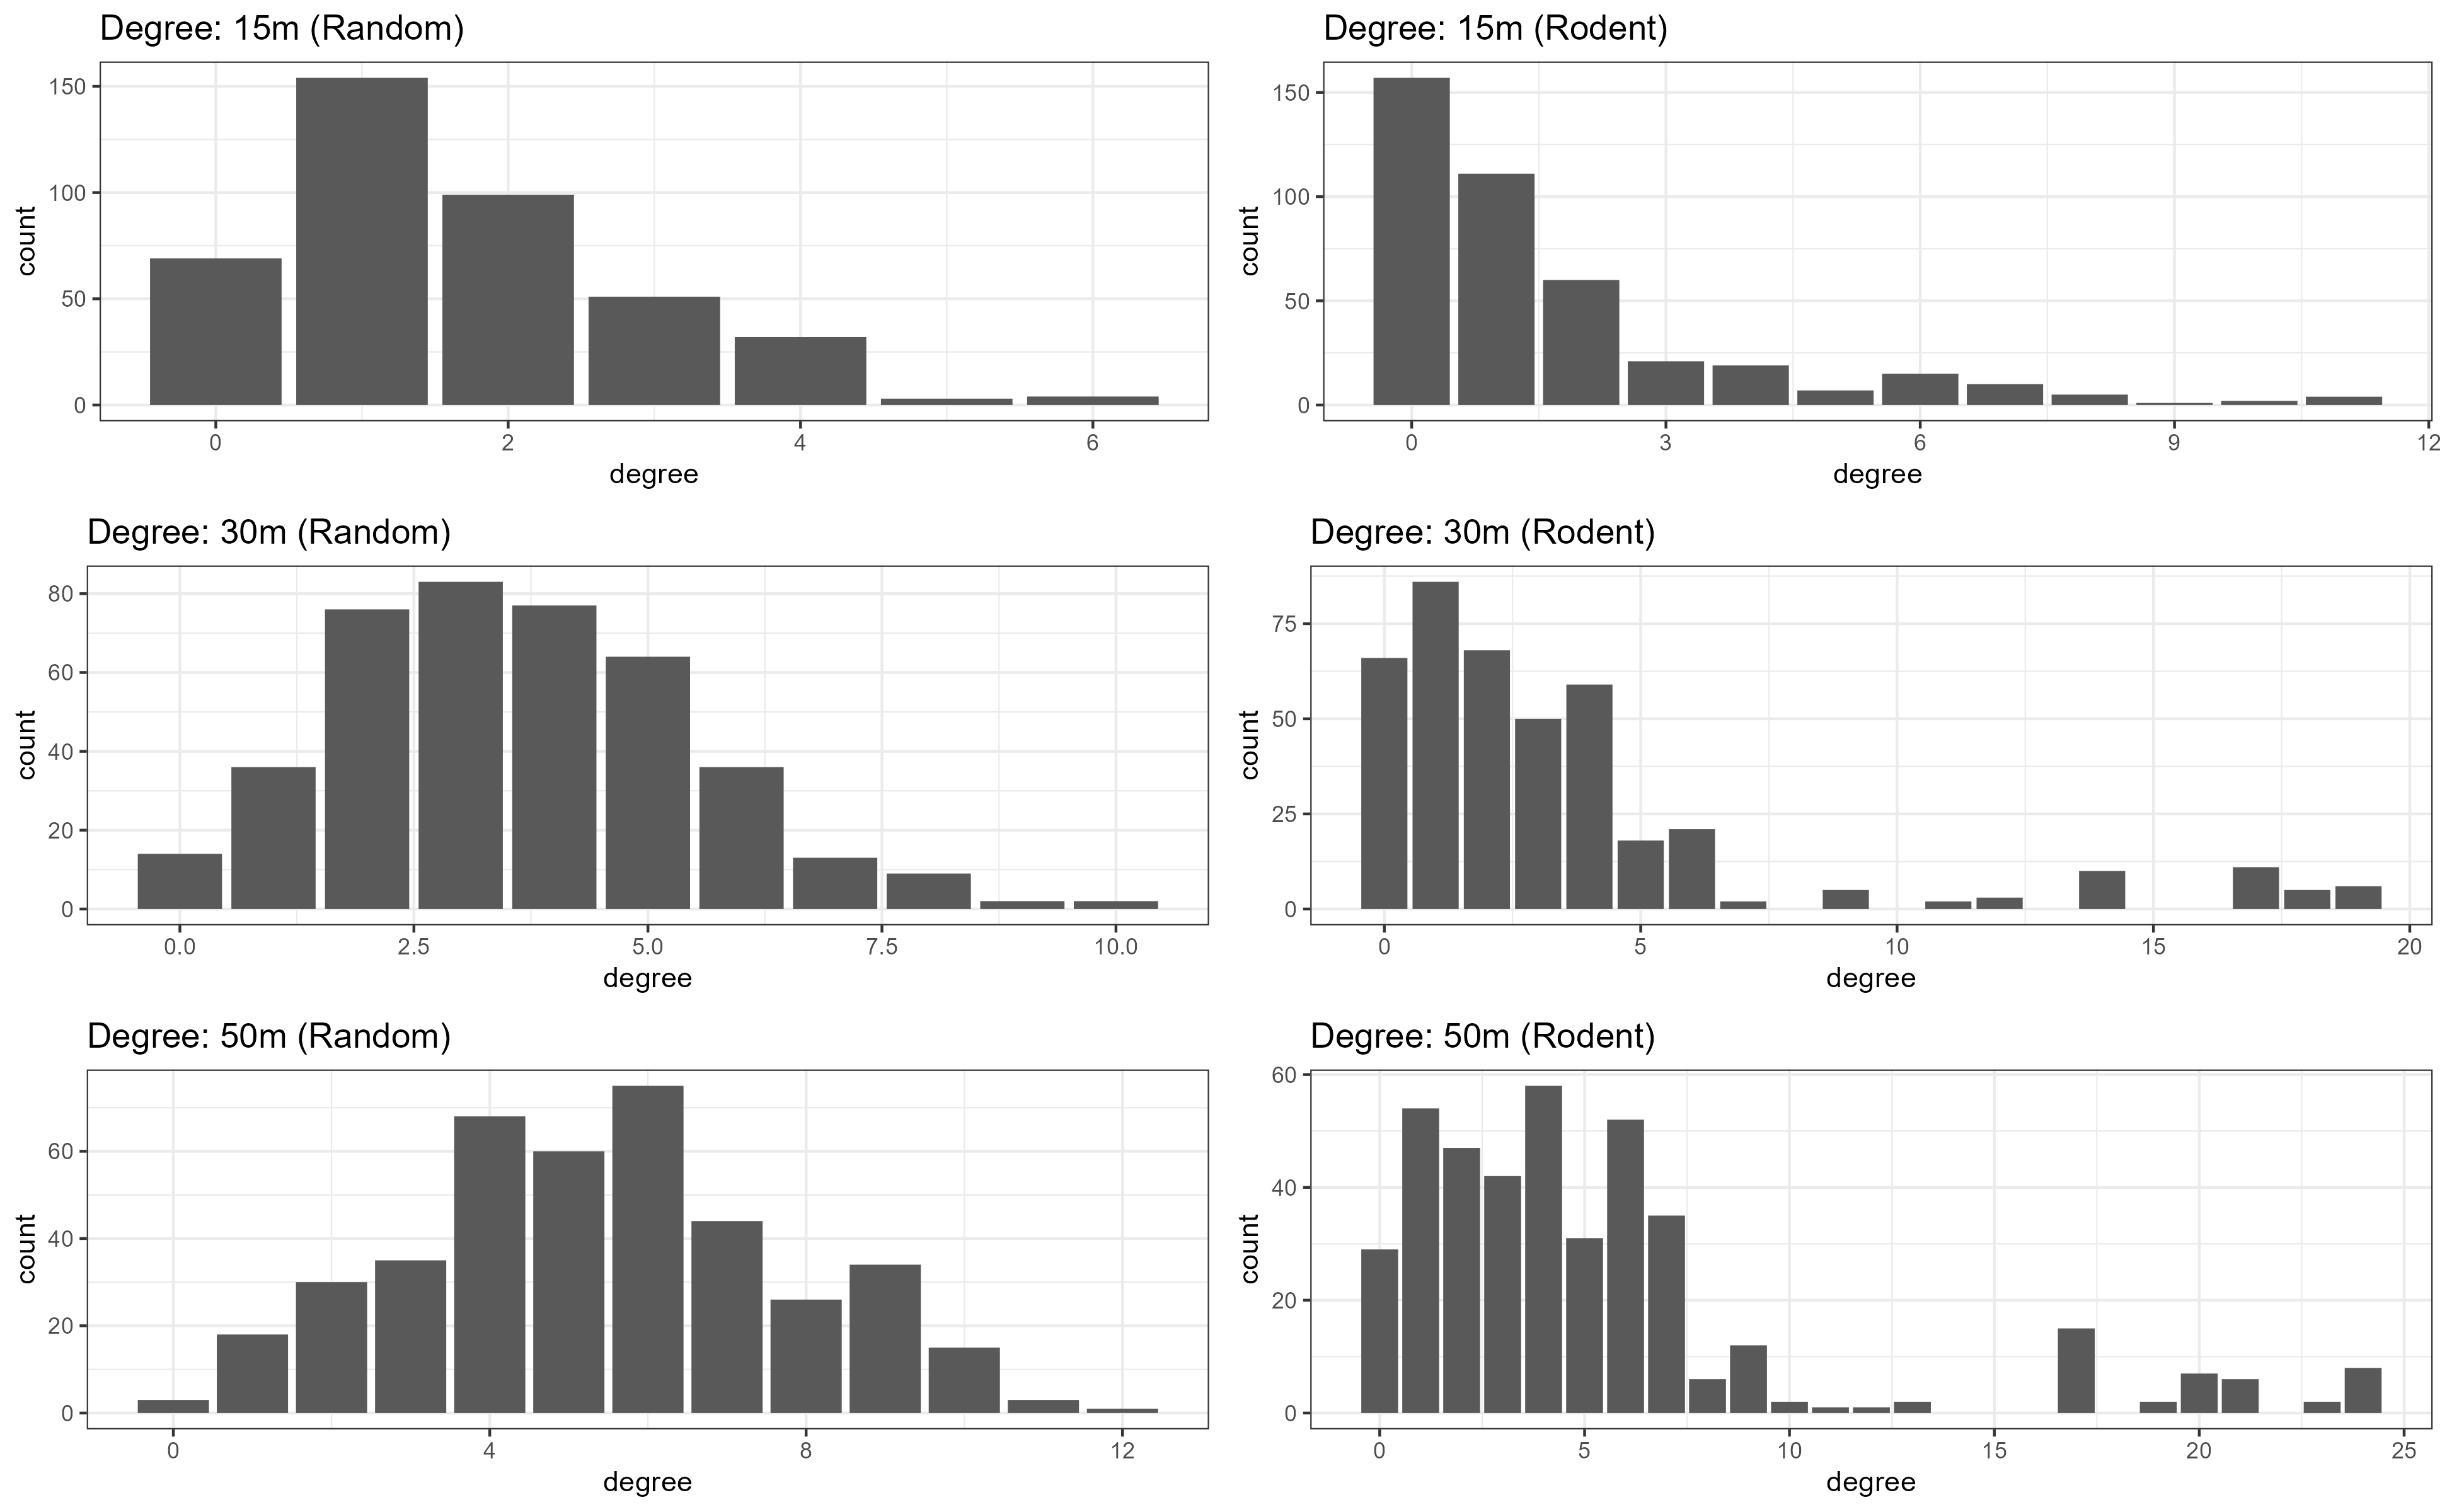 Degree: 15m (Random)
150
100
50
0
count
0 2 4 6
degree
Degree: 15m (Rodent)
150
100
50
0
count
0 3 6 9 12
degree
Degree: 30m (Random)
80
60
40
20
0
count
0.0 2.5 5.0 7.5 10.0
degree
Degree: 30m (Rodent)
75
50
25
0
count
0 5 10 15 20
degree
Degree: 50m (Random)
60
40
20
0
count
0 4 8 12
degree
Degree: 50m (Rodent)
60
40
20
0
count
0 5 10 15 20 25
degree